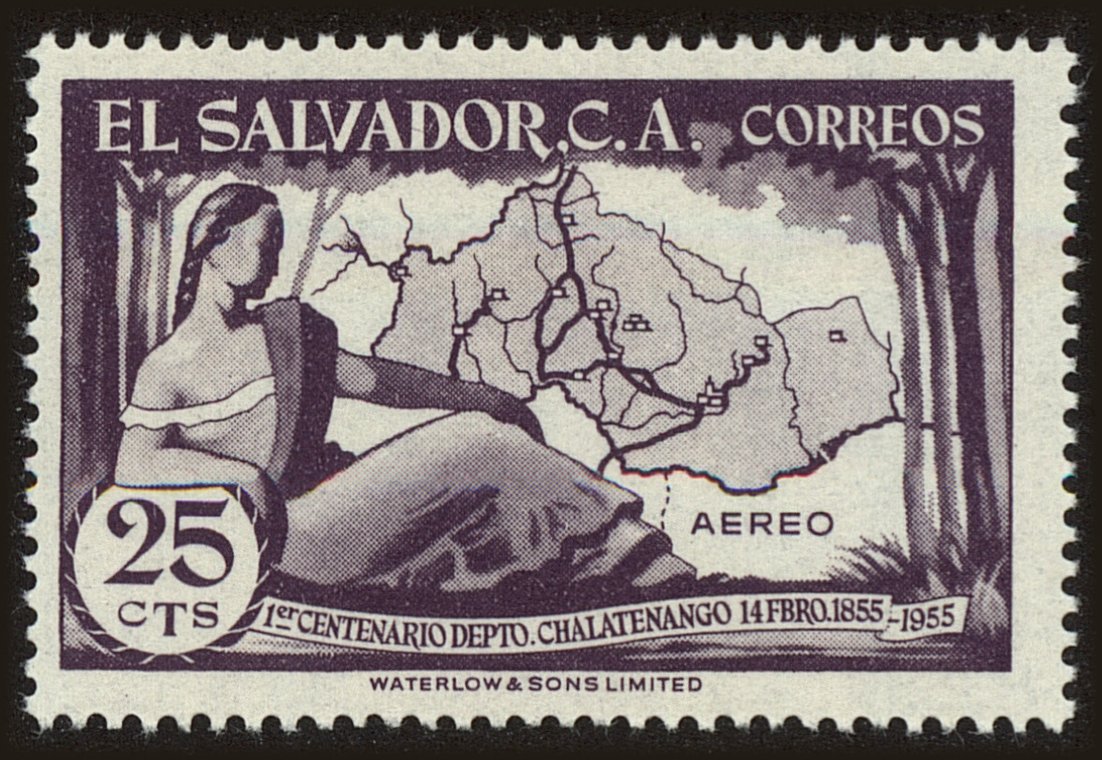 EL SALVADOR, C.A. CORREOS
AEREO
25
CTS
1er CENTENARIO DEPTO. CHALATENANGO 14 FBRO. 1855-1955
WATERLOW & SONS LIMITED